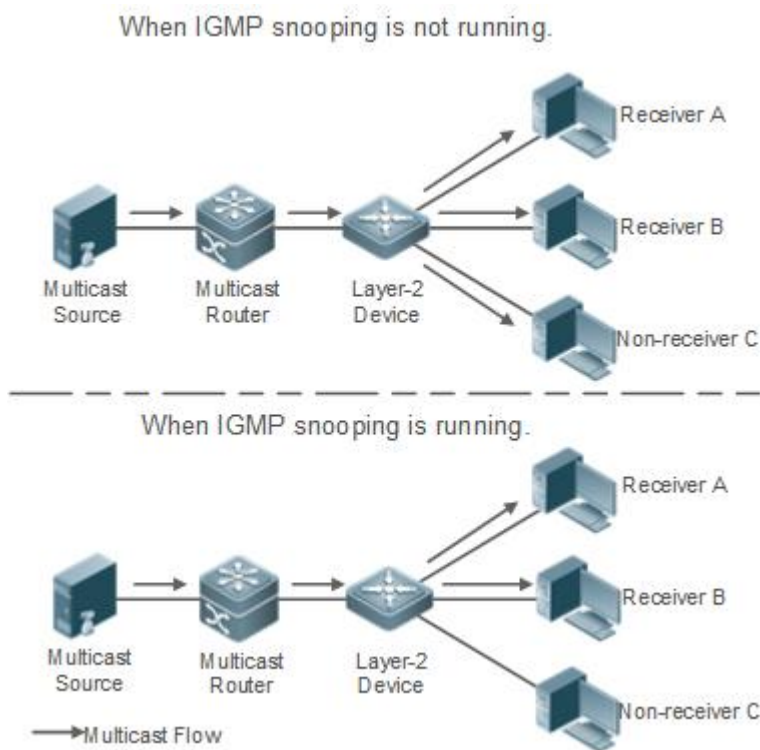 When IGMP snooping is not running.
Receiver A
Receiver B
Multicast
Source
Multicast
Router
Layer-2
Device
Non-receiver C
When IGMP snooping is running.
Receiver A
Receiver B
Multicast
Source
Multicast
Router
Layer-2
Device
Non-receiver C
Multicast Flow